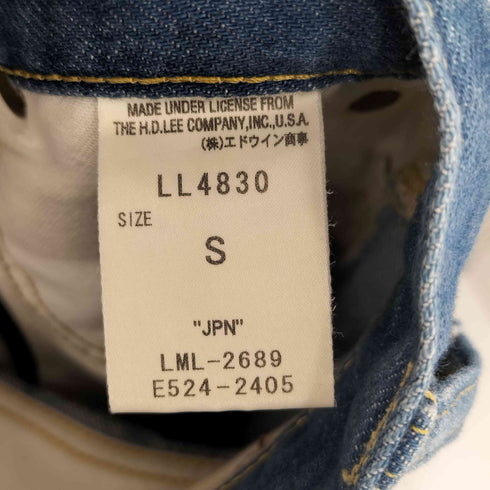 MADE UNDER LICENSE FROM
THE H.D.LEE COMPANY,INC.,U.S.A.
(株)エドウイン商事
LL4830
SIZE
S
"JPN"
LML-2689
E524-2405